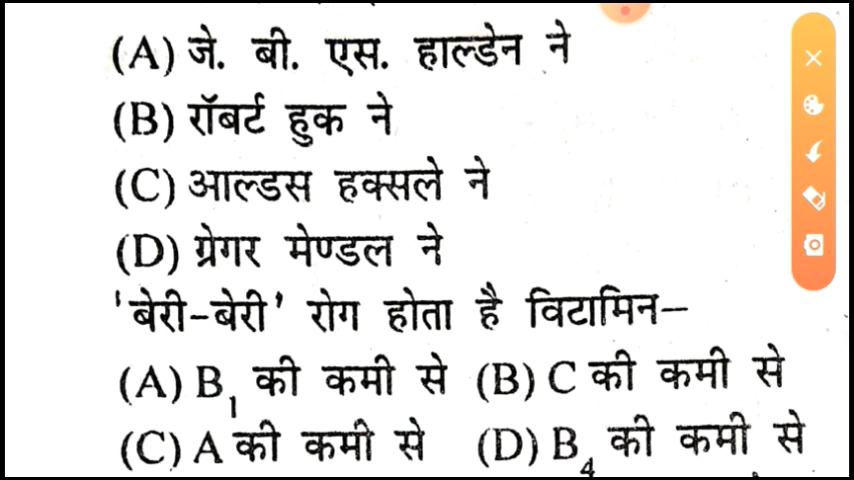 (A) जे. बी. एस. हाल्डेन ने
(B) रॉबर्ट हुक ने
(C) आल्डस हक्सले ने
(D) ग्रेगर मेण्डल ने
'बेरी-बेरी' रोग होता है विटामिन–
(A) B₁ की कमी से (B) C की कमी से
(C) A की कमी से (D) B₄ की कमी से